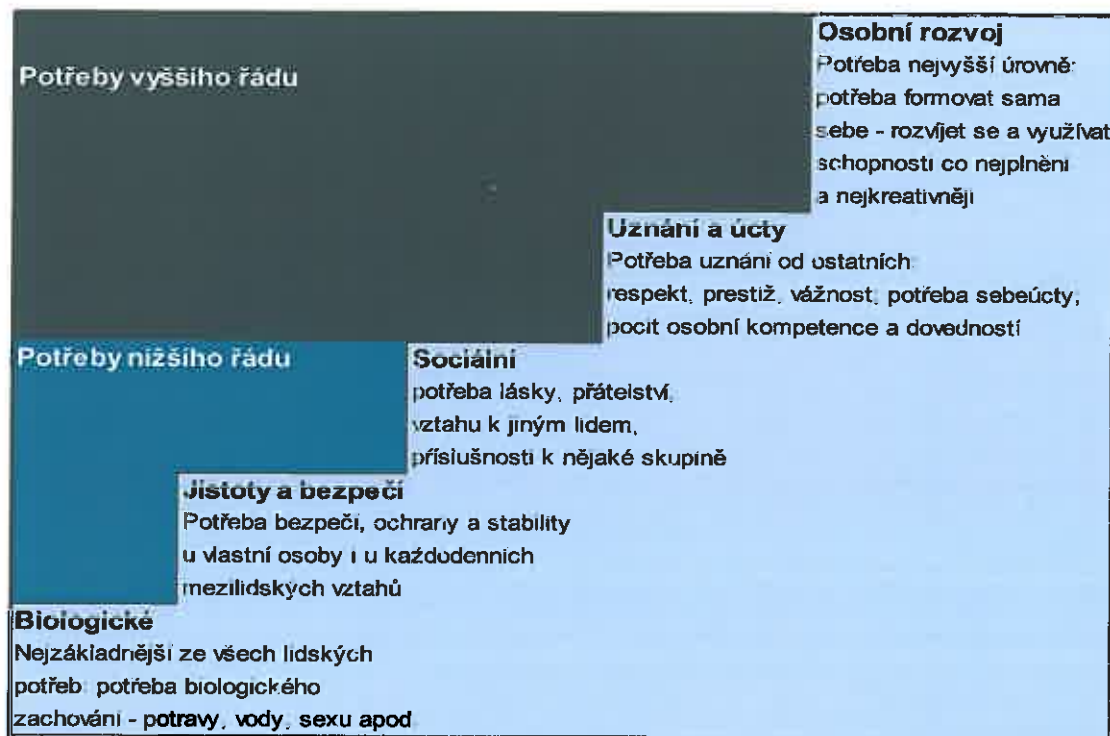 Osobní rozvoj
Potřeby vyššího řádu
Potřeba nejvyšší úrovně:
potřeba formovat sama
sebe - rozvíjet se a využívat
schopnosti co nejplnění
a nejkreativněji
Uznání a úcty
Potřeba uznání od ostatních:
respekt, prestiž, vážnost; potřeba sebeúcty,
pocit osobní kompetence a dovedností
Potřeby nižšího řádu
Sociální
potřeba lásky, přátelství,
vztahu k jiným lidem,
příslušnosti k nějaké skupině
Jistoty a bezpečí
Potřeba bezpečí, ochrany a stability
u vlastní osoby i u každodenních
mezilidských vztahů
Biologické
Nejzákladnější ze všech lidských
potřeb: potřeba biologického
zachování - potravy, vody, sexu apod.